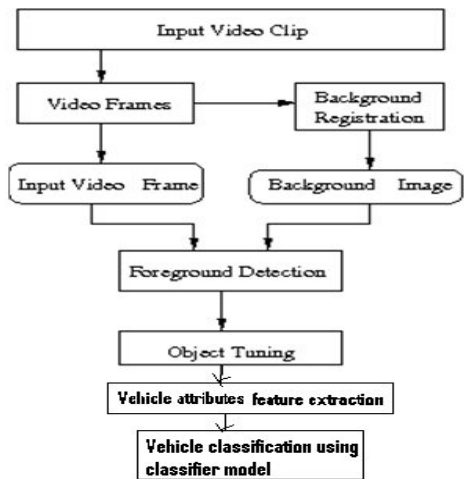 Input Video Clip
Video Frames
Background
Registration
Input Video Frame
Background Image
Foreground Detection
Object Tuning
Vehicle attributes feature extraction
Vehicle classification using
classifier model